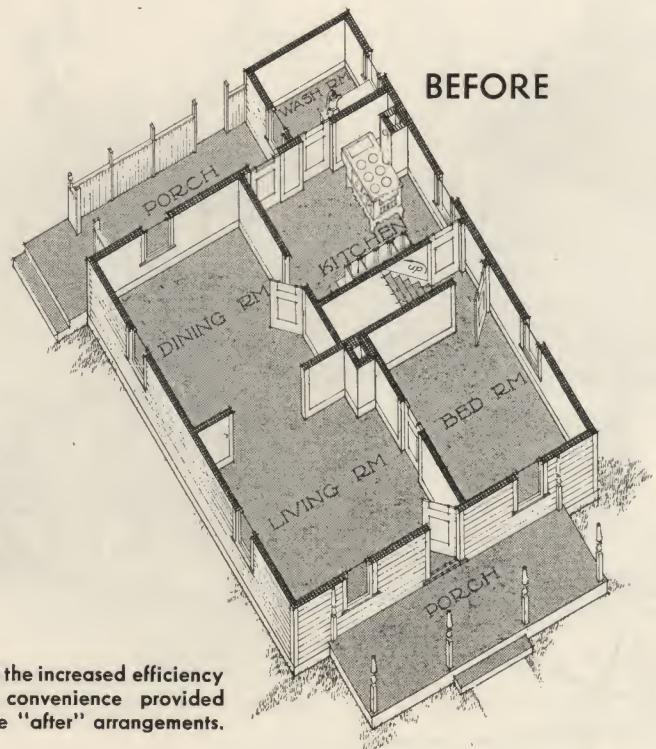 BEFORE
WASH RM
PORCH
KITCHEN
UP
DINING RM
BED RM
LIVING RM
PORCH
the increased efficiency
convenience provided
"after" arrangements.